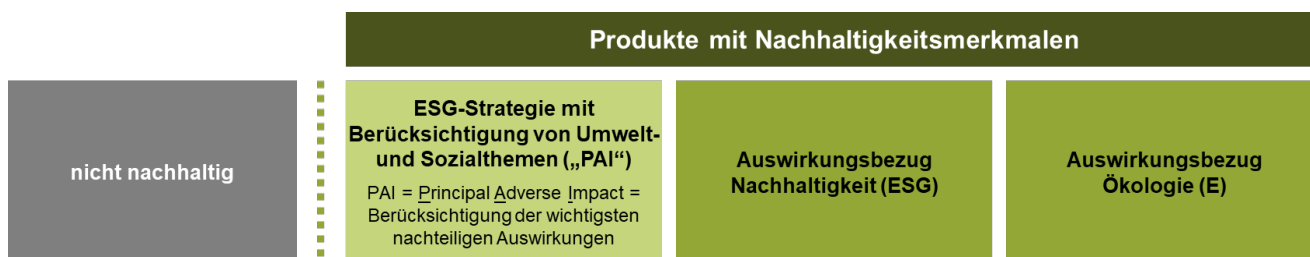 Produkte mit Nachhaltigkeitsmerkmalen
nicht nachhaltig
ESG-Strategie mit
Berücksichtigung von Umwelt-
und Sozialthemen („PAI“)
PAI = Principal Adverse Impact =
Berücksichtigung der wichtigsten
nachteiligen Auswirkungen
Auswirkungsbezug
Nachhaltigkeit (ESG)
Auswirkungsbezug
Ökologie (E)